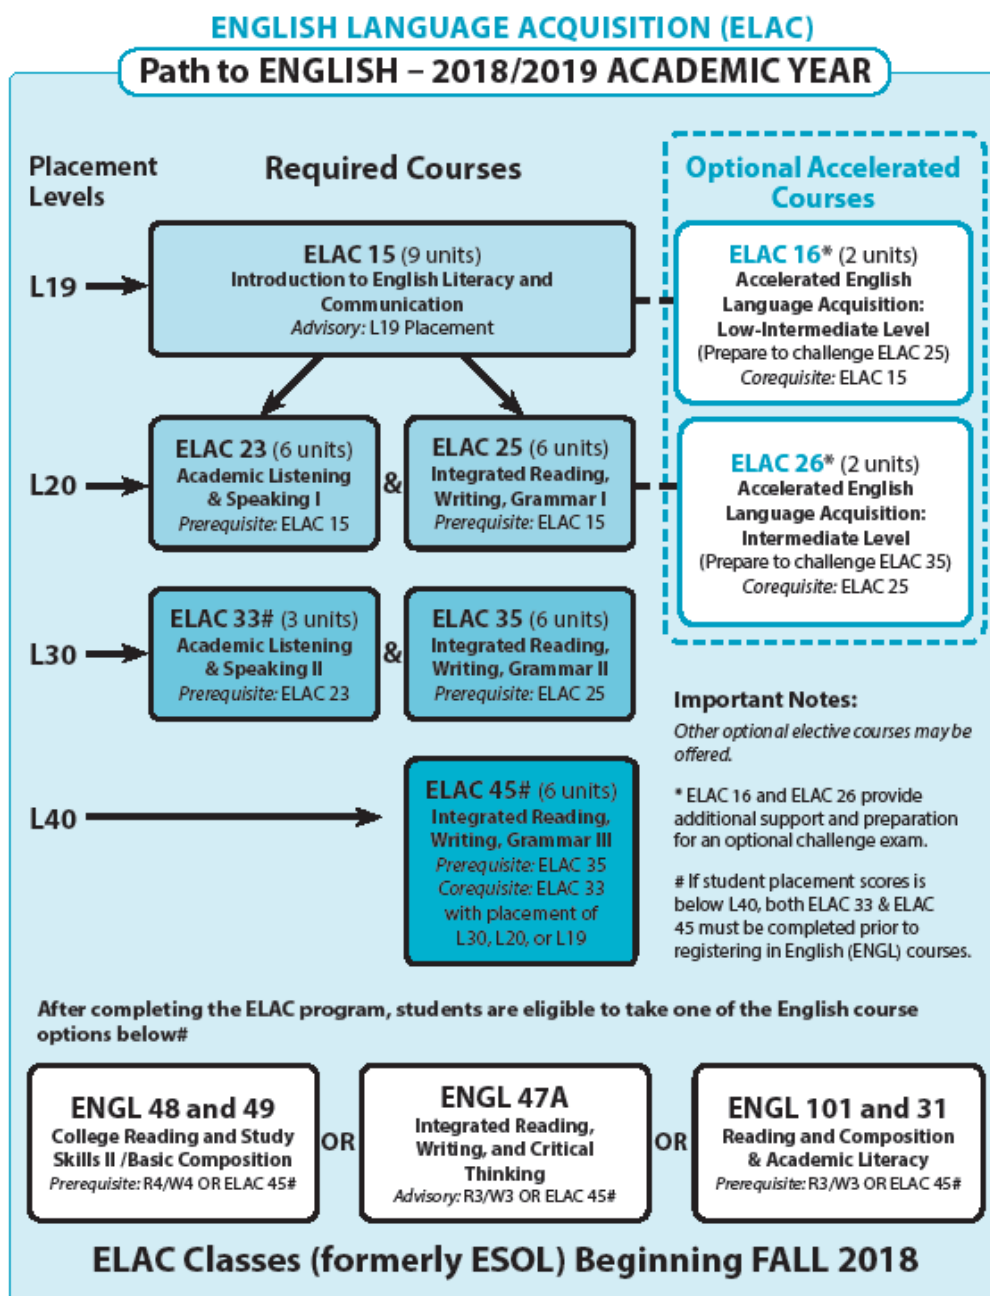 ENGLISH LANGUAGE ACQUISITION (ELAC)
Path to ENGLISH – 2018/2019 ACADEMIC YEAR
Placement
Levels
Required Courses
Optional Accelerated
Courses
L19
ELAC 15 (9 units)
Introduction to English Literacy and
Communication
Advisory: L19 Placement
ELAC 16* (2 units)
Accelerated English
Language Acquisition:
Low-Intermediate Level
(Prepare to challenge ELAC 25)
Corequisite: ELAC 15
L20
ELAC 23 (6 units)
Academic Listening
& Speaking I
Prerequisite: ELAC 15
&
ELAC 25 (6 units)
Integrated Reading,
Writing, Grammar I
Prerequisite: ELAC 15
ELAC 26* (2 units)
Accelerated English
Language Acquisition:
Intermediate Level
(Prepare to challenge ELAC 35)
Corequisite: ELAC 25
L30
ELAC 33# (3 units)
Academic Listening
& Speaking II
Prerequisite: ELAC 23
&
ELAC 35 (6 units)
Integrated Reading,
Writing, Grammar II
Prerequisite: ELAC 25
L40
ELAC 45# (6 units)
Integrated Reading,
Writing, Grammar III
Prerequisite: ELAC 35
Corequisite: ELAC 33
with placement of
L30, L20, or L19
Important Notes:
Other optional elective courses may be
offered.
* ELAC 16 and ELAC 26 provide
additional support and preparation
for an optional challenge exam.
# If student placement scores is
below L40, both ELAC 33 & ELAC
45 must be completed prior to
registering in English (ENGL) courses.
After completing the ELAC program, students are eligible to take one of the English course
options below#
ENGL 48 and 49
College Reading and Study
Skills II /Basic Composition
Prerequisite: R4/W4 OR ELAC 45#
OR
ENGL 47A
Integrated Reading,
Writing, and Critical
Thinking
Advisory: R3/W3 OR ELAC 45#
OR
ENGL 101 and 31
Reading and Composition
& Academic Literacy
Prerequisite: R3/W3 OR ELAC 45#
ELAC Classes (formerly ESOL) Beginning FALL 2018